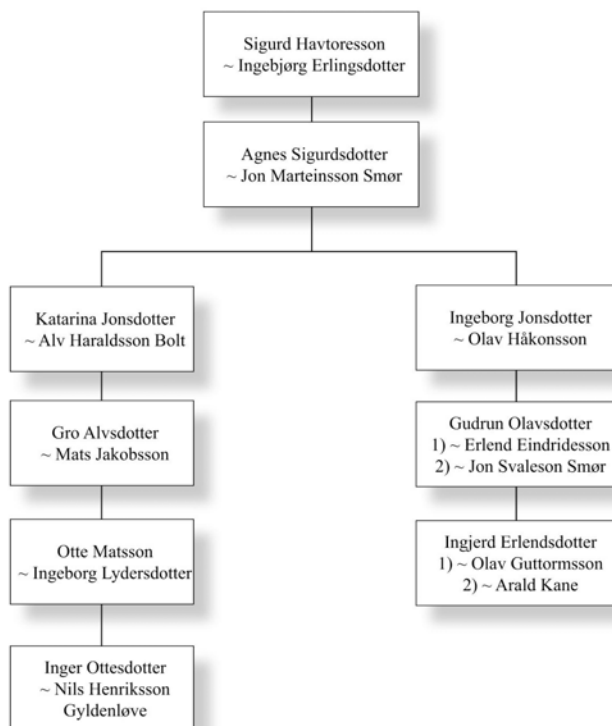 Sigurd Havtoresson
~ Ingebjørg Erlingsdotter
Agnes Sigurdsdotter
~ Jon Marteinsson Smør
Katarina Jonsdotter
~ Alv Haraldsson Bolt
Gro Alvsdotter
~ Mats Jakobsson
Otte Matsson
~ Ingeborg Lydersdotter
Inger Ottesdotter
~ Nils Henriksson
Gyldenløve
Ingeborg Jonsdotter
~ Olav Håkonsson
Gudrun Olavsdotter
1) ~ Erlend Eindridesson
2) ~ Jon Svaleson Smør
Ingjerd Erlendsdotter
1) ~ Olav Guttormsson
2) ~ Arald Kane